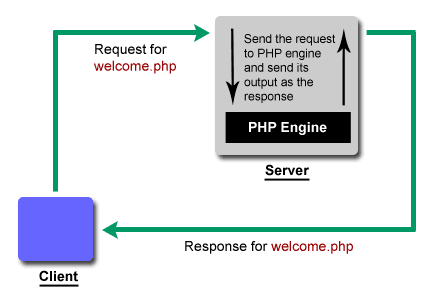 Request for
welcome.php
Send the request
to PHP engine
and send its
output as the
response
PHP Engine
Server
Response for welcome.php
Client